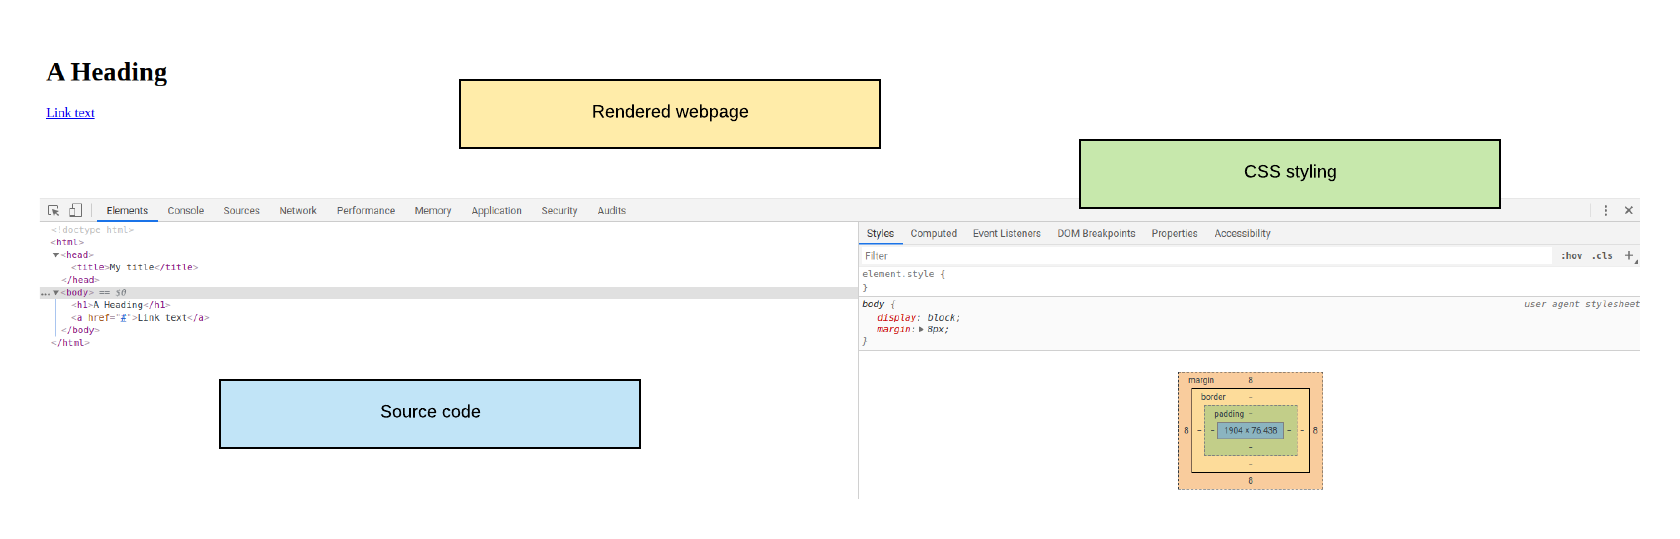 A Heading
Link text
Rendered webpage
CSS styling
Elements Console Sources Network Performance Memory Application Security Audits
<!doctype html>
<html>
▼<head>
<title>My title</title>
</head>
…▼<body> == $0
<h1>A Heading</h1>
<a href="#">Link text</a>
</body>
</html>
Source code
Styles Computed Event Listeners DOM Breakpoints Properties Accessibility
Filter :hov .cls +
element.style {
}
body { user agent stylesheet
display: block;
margin: ▶ 8px;
}
margin 8
border -
padding -
8 - - 1904 × 76.438 - - 8
-
-
8